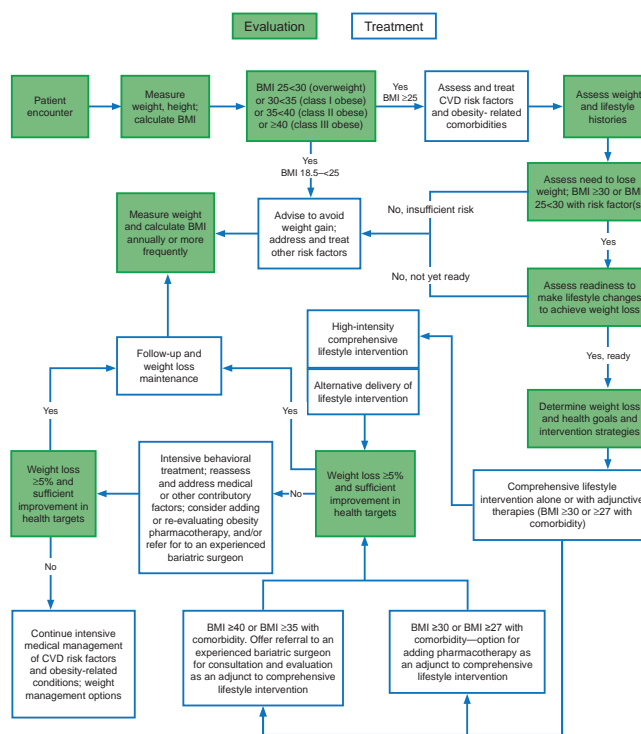 Evaluation
Treatment
Patient
encounter
Measure
weight, height;
calculate BMI
BMI 25<30 (overweight)
or 30<35 (class I obese)
or 35<40 (class II obese)
or ≥40 (class III obese)
Yes
BMI ≥25
Assess and treat
CVD risk factors
and obesity- related
comorbidities
Assess weight
and lifestyle
histories
Yes
BMI 18.5–<25
Assess need to lose
weight; BMI ≥30 or BMI
25<30 with risk factor(s
Measure weight
and calculate BMI
annually or more
frequently
Advise to avoid
weight gain;
address and treat
other risk factors
No, insufficient risk
Yes
No, not yet ready
Assess readiness to
make lifestyle changes
to achieve weight loss
High-intensity
comprehensive
lifestyle intervention
Alternative delivery of
lifestyle intervention
Follow-up and
weight loss
maintenance
Yes, ready
Determine weight loss
and health goals and
intervention strategies
Yes
Yes
Weight loss
≥5% and
sufficient
improvement in
health targets
Intensive behavioral
treatment; reassess
and address medical
or other contributory
factors; consider adding
or re-evaluating obesity
pharmacotherapy, and/or
refer for to an experienced
bariatric surgeon
No
Weight loss ≥5%
and sufficient
improvement in
health targets
Comprehensive lifestyle
intervention alone or with adjunctive
therapies (BMI ≥30 or ≥27 with
comorbidity)
No
Continue intensive
medical management
of CVD risk factors
and obesity-related
conditions; weight
management options
BMI ≥40 or BMI ≥35 with
comorbidity. Offer referral to an
experienced bariatric surgeon
for consultation and evaluation
as an adjunct to comprehensive
lifestyle intervention
BMI ≥30 or BMI ≥27 with
comorbidity—option for
adding pharmacotherapy as
an adjunct to comprehensive
lifestyle intervention